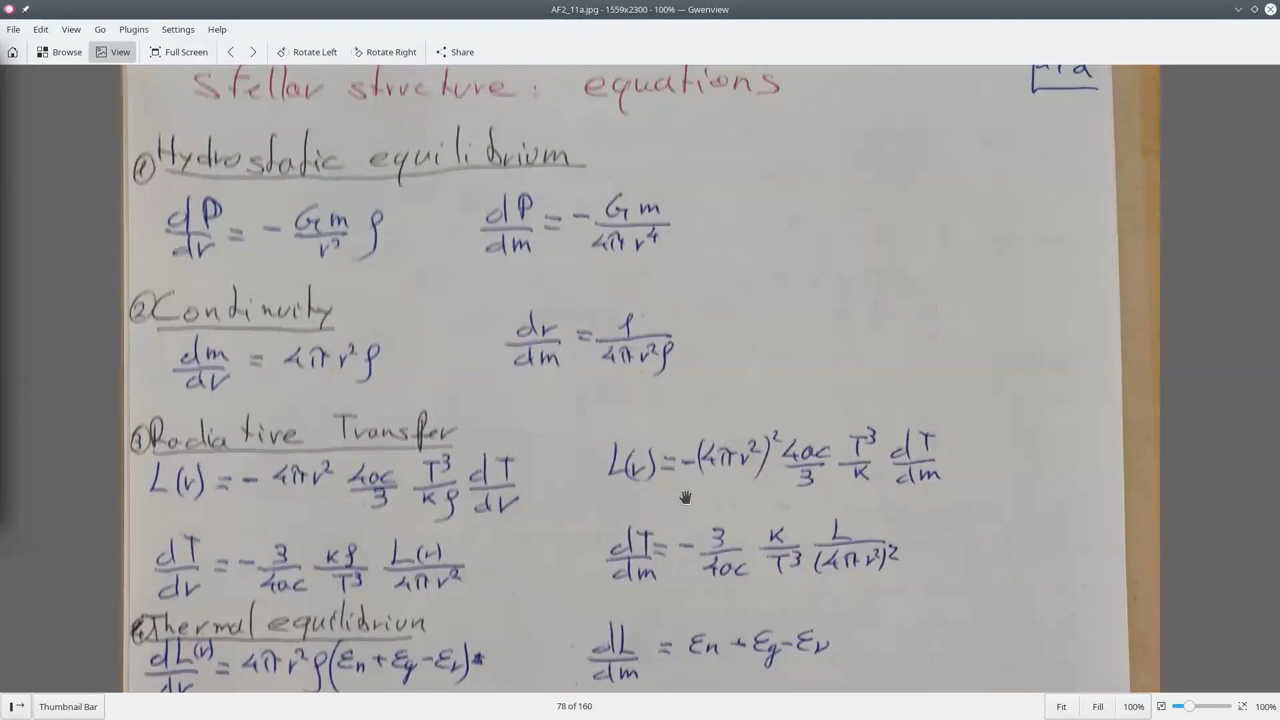 AF2_11a.jpg - 1559x2300 - 100% — Gwenview
File Edit View Go Plugins Settings Help
Browse View Full Screen Rotate Left Rotate Right Share
Stellar structure: equations
① Hydrostatic equilibrium
dP/dr = - Gm/r² ρ    dP/dm = - Gm/4πr⁴
② Continuity
dm/dr = 4πr²ρ    dr/dm = 1/4πr²ρ
③ Radiative Transfer
L(r) = - 4πr² 4ac/3 T³/κρ dT/dr    L(r) = -(4πr²)² 4ac/3 T³/κ dT/dm
dT/dr = - 3/4ac κρ/T³ L(r)/4πr²    dT/dm = - 3/4ac κ/T³ L/(4πr²)²
Thermal equilibrium
dL(r)/dr = 4πr²ρ(εn + εg - εν)    dL/dm = εn + εg - εν
Thumbnail Bar 78 of 160 Fit Fill 100% 100%